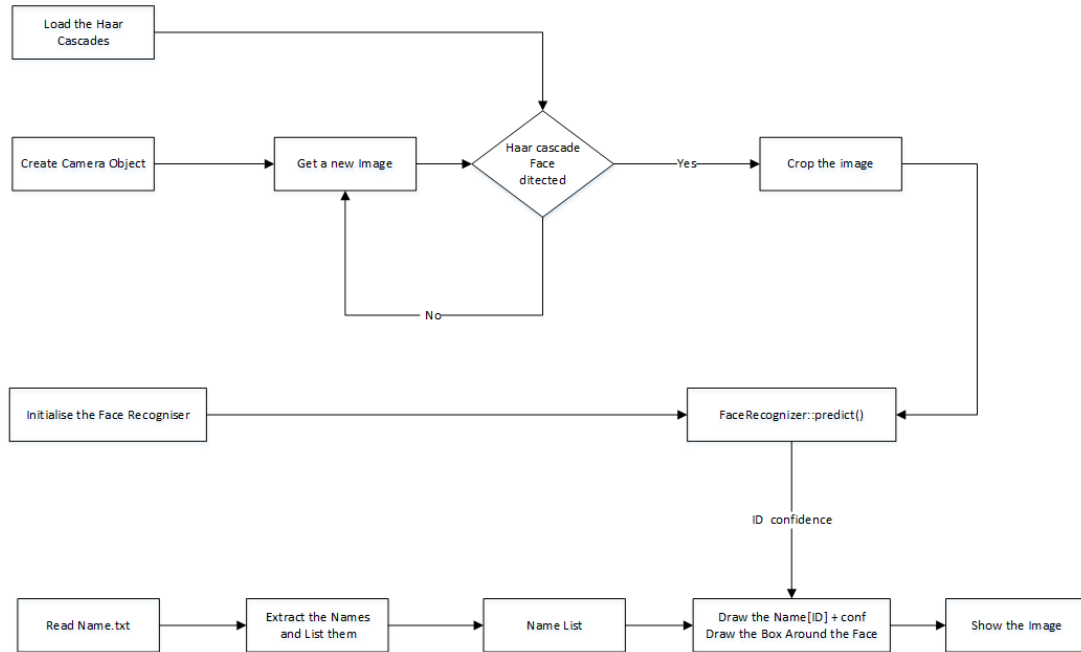 Load the Haar
Cascades
Create Camera Object
Get a new Image
Haar cascade
Face
ditected
Yes
Crop the image
No
Initialise the Face Recogniser
FaceRecognizer::predict()
ID confidence
Read Name.txt
Extract the Names
and List them
Name List
Draw the Name[ID] + conf
Draw the Box Around the Face
Show the Image